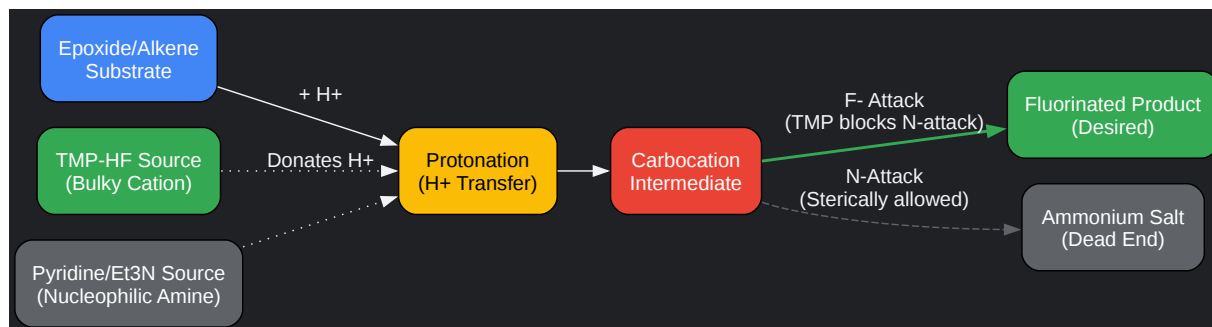 Epoxide/Alkene
Substrate
+ H+
TMP-HF Source
(Bulky Cation)
Donates H+
Pyridine/Et3N Source
(Nucleophilic Amine)
Protonation
(H+ Transfer)
Carbocation
Intermediate
F- Attack
(TMP blocks N-attack)
N-Attack
(Sterically allowed)
Fluorinated Product
(Desired)
Ammonium Salt
(Dead End)